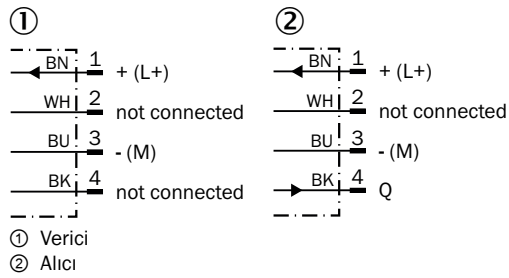 ① ②
BN 1 + (L+) BN 1 + (L+)
WH 2 not connected WH 2 not connected
BU 3 - (M) BU 3 - (M)
BK 4 not connected BK 4 Q
① Verici
② Alıcı